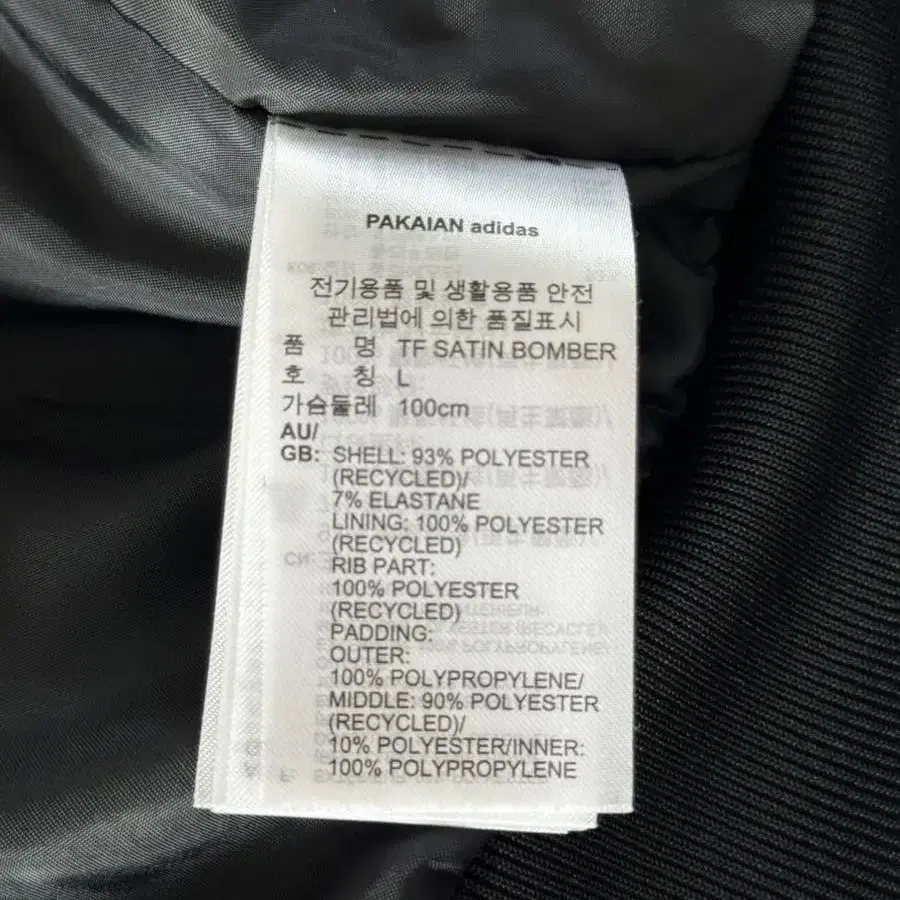 PAKAIAN adidas
전기용품 및 생활용품 안전
관리법에 의한 품질표시
품 명 TF SATIN BOMBER
호 칭 L
가슴둘레 100cm
AU/
GB: SHELL: 93% POLYESTER
(RECYCLED)/
7% ELASTANE
LINING: 100% POLYESTER
(RECYCLED)
RIB PART:
100% POLYESTER
(RECYCLED)
PADDING:
OUTER:
100% POLYPROPYLENE/
MIDDLE: 90% POLYESTER
(RECYCLED)/
10% POLYESTER/INNER:
100% POLYPROPYLENE